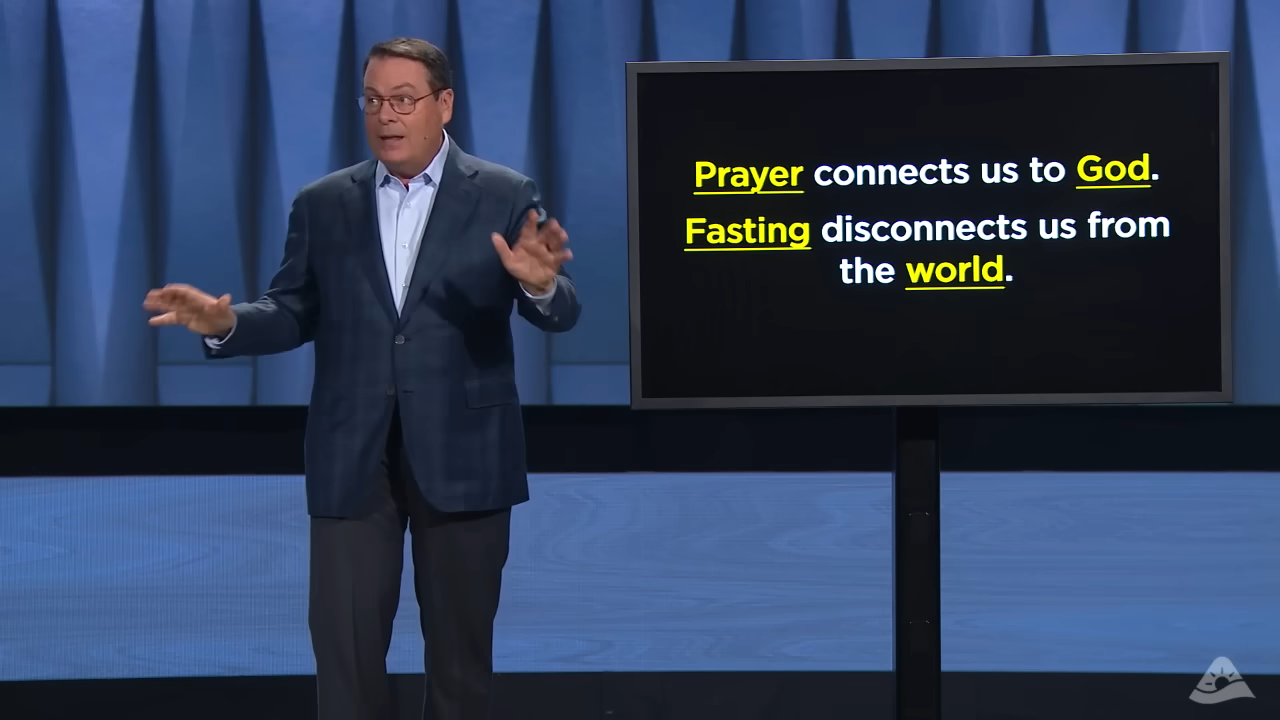 Prayer connects us to God.
Fasting disconnects us from
the world.